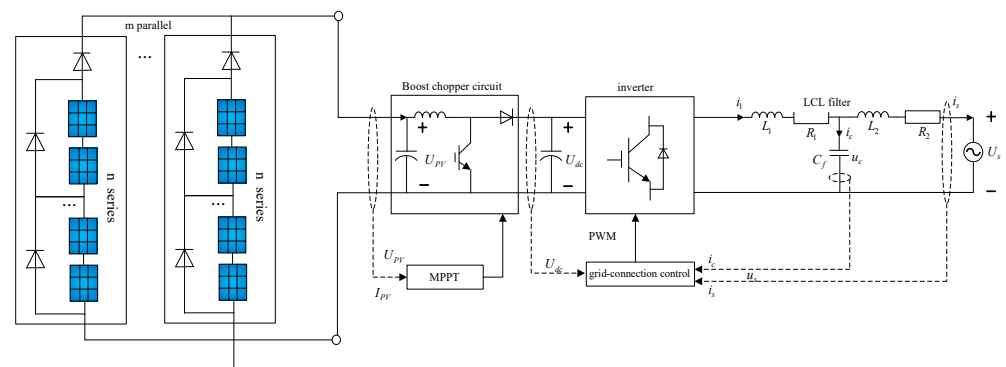 m parallel
...
...
...
n series
n series
Boost chopper circuit
+
U_PV
−
U_PV
I_PV
MPPT
+
U_dc
−
U_dc
inverter
PWM
grid-connection control
i_1
L_1
LCL filter
R_1
i_c
C_f
u_c
L_2
R_2
i_s
+
U_s
−
i_c
u_s
i_s